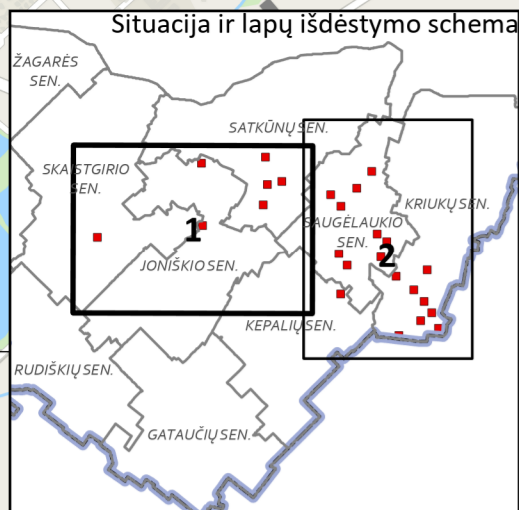 Situacija ir lapų išdėstymo schema
ŽAGARĖS
SEN.
SATKŪNŲ SEN.
SKAISTGIRIO
SEN.
KRIUKŲ SEN.
SAUGĖLAUKIO
SEN.
1
2
JONIŠKIO SEN.
KEPALIŲ SEN.
RUDIŠKIŲ SEN.
GATAUČIŲ SEN.